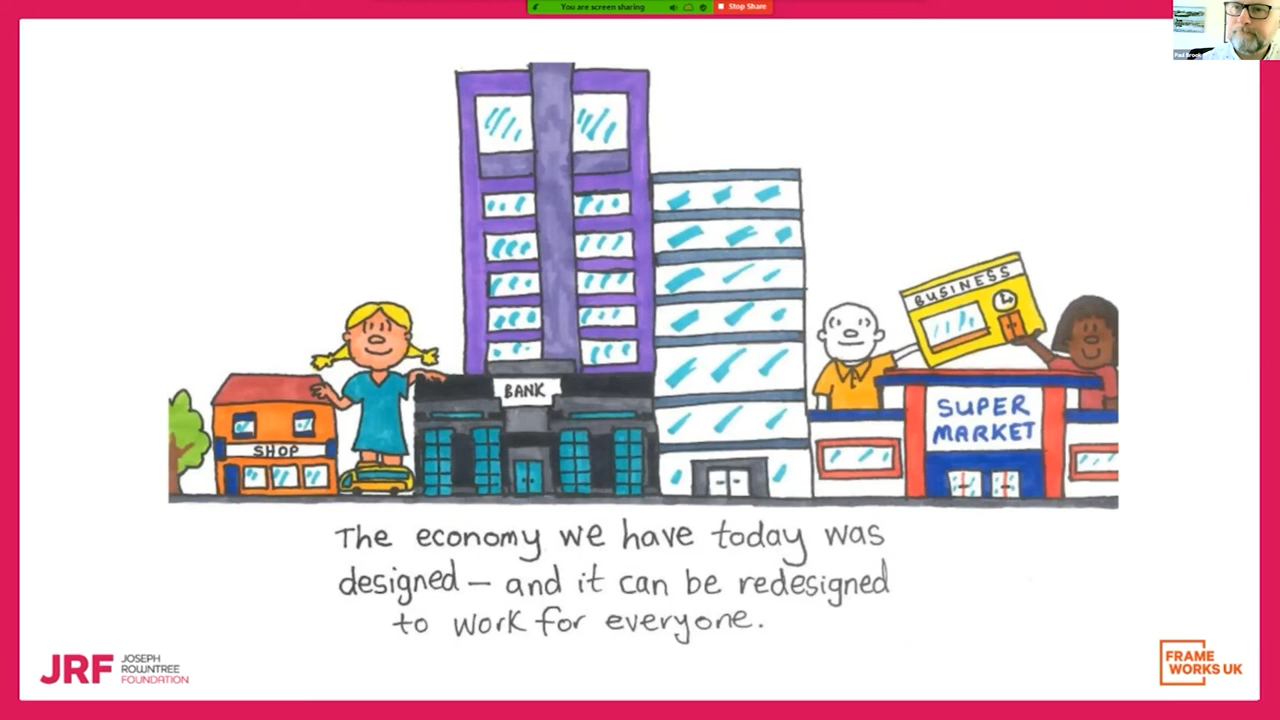 You are screen sharing
Stop Share
BUSINESS
BANK
SUPER
MARKET
SHOP
The economy we have today was
designed – and it can be redesigned
to work for everyone.
JRF
JOSEPH
ROWNTREE
FOUNDATION
FRAME
WORKS UK